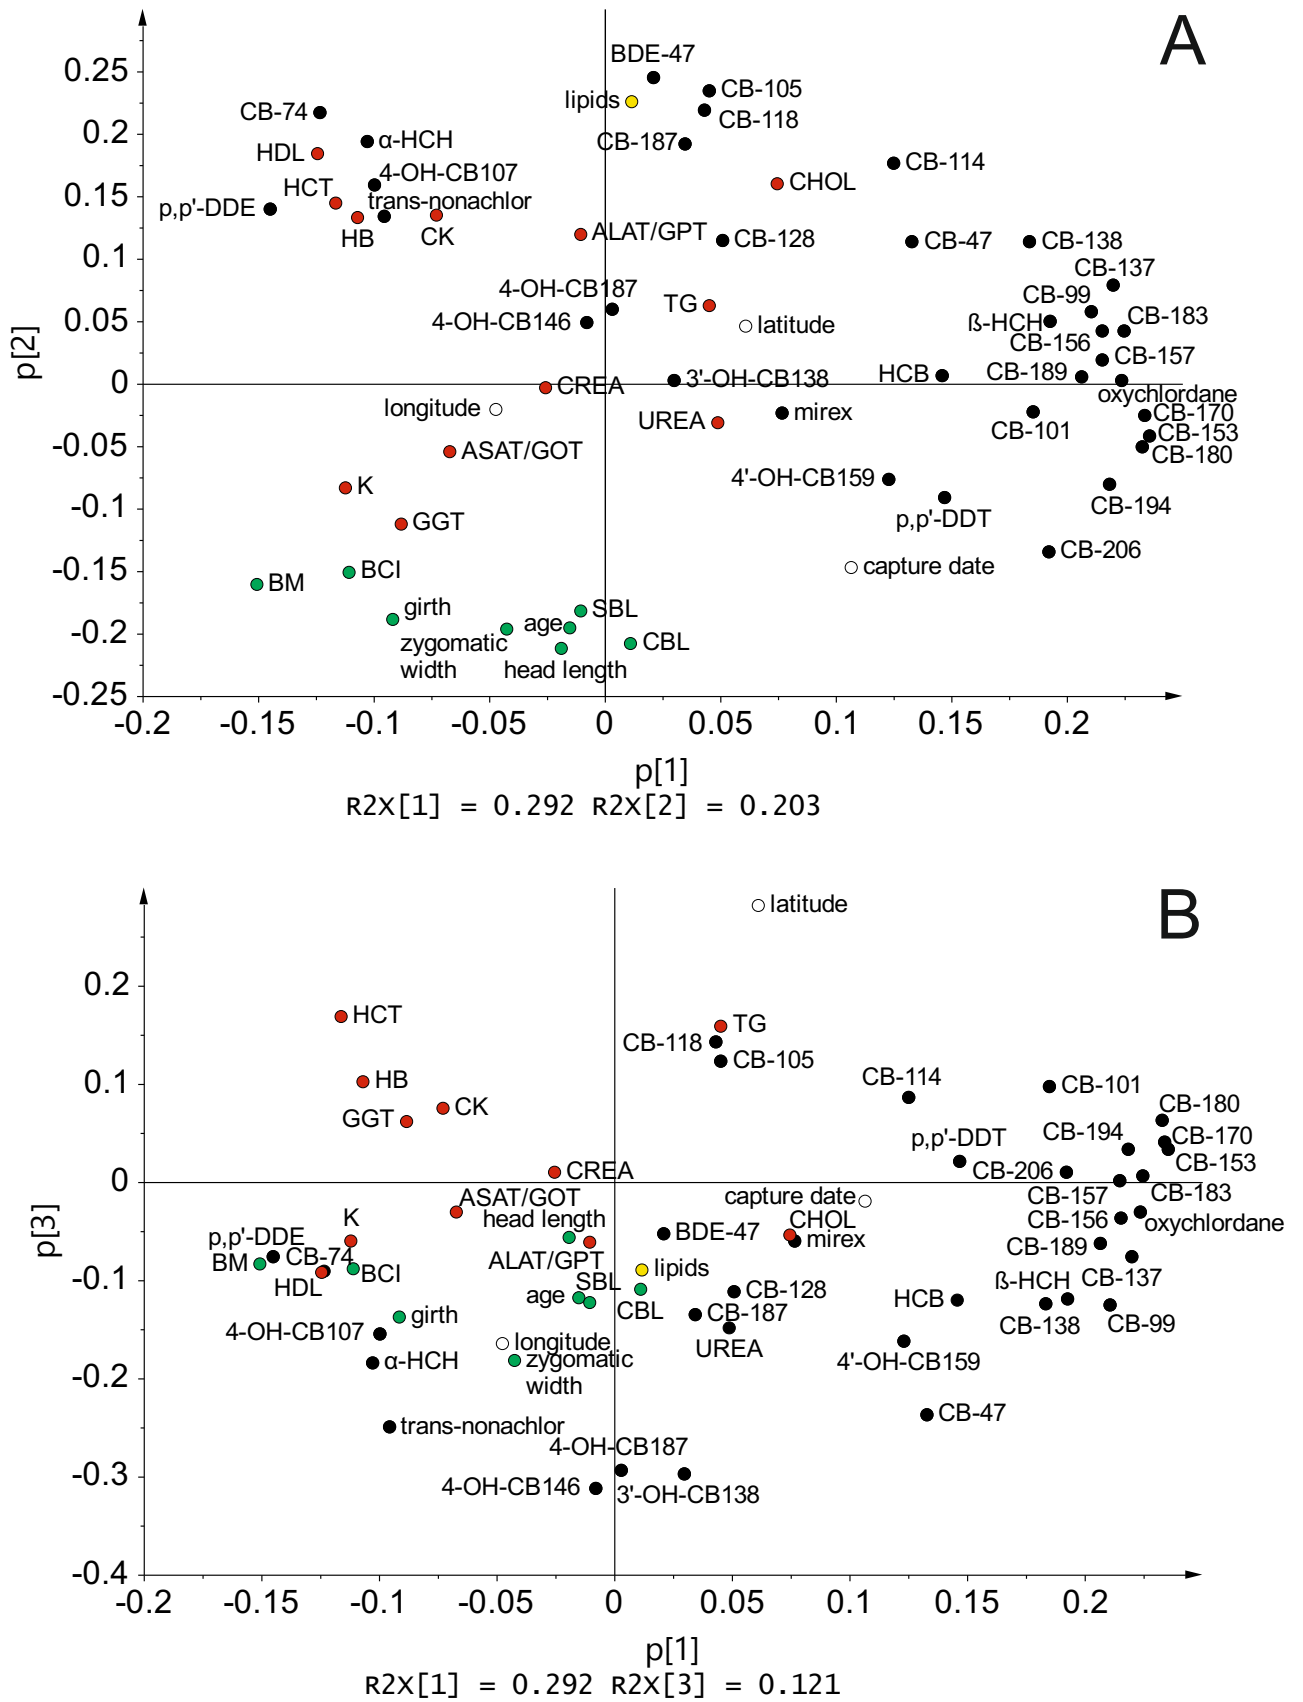 A
BDE-47
0.25
CB-105
lipids
CB-74
CB-118
0.2
α-HCH
CB-187
HDL
CB-114
4-OH-CB107
CHOL
HCT
0.15
trans-nonachlor
p,p'-DDE
HB
CK
ALAT/GPT
CB-128
CB-47
CB-138
0.1
CB-137
4-OH-CB187
CB-99
TG
0.05
4-OH-CB146
latitude
ß-HCH
CB-183
CB-156
p[2]
CB-157
HCB
CB-189
0
CREA
3'-OH-CB138
oxychlordane
longitude
UREA
mirex
CB-170
CB-101
CB-153
-0.05
ASAT/GOT
CB-180
4'-OH-CB159
K
-0.1
CB-194
GGT
p,p'-DDT
CB-206
-0.15
BCI
capture date
BM
girth
SBL
age
-0.2
zygomatic
width
CBL
head length
-0.25
-0.2
-0.15
-0.1
-0.05
0
0.05
0.1
0.15
0.2
p[1]
R2X[1] = 0.292 R2X[2] = 0.203
B
latitude
0.2
HCT
TG
CB-118
CB-105
HB
CB-114
CB-101
0.1
CK
CB-180
GGT
CB-194
CB-170
p,p'-DDT
CB-153
CREA
CB-206
0
capture date
CB-157
CB-183
ASAT/GOT
head length
K
CHOL
CB-156
oxychlordane
p[3]
p,p'-DDE
BDE-47
mirex
CB-189
BM
CB-74
ALAT/GPT
lipids
-0.1
HDL
BCI
SBL
ß-HCH
CB-137
age
CBL
CB-128
HCB
girth
CB-187
CB-138
CB-99
4-OH-CB107
longitude
UREA
α-HCH
zygomatic
width
4'-OH-CB159
-0.2
CB-47
trans-nonachlor
4-OH-CB187
-0.3
4-OH-CB146
3'-OH-CB138
-0.4
-0.2
-0.15
-0.1
-0.05
0
0.05
0.1
0.15
0.2
p[1]
R2X[1] = 0.292 R2X[3] = 0.121